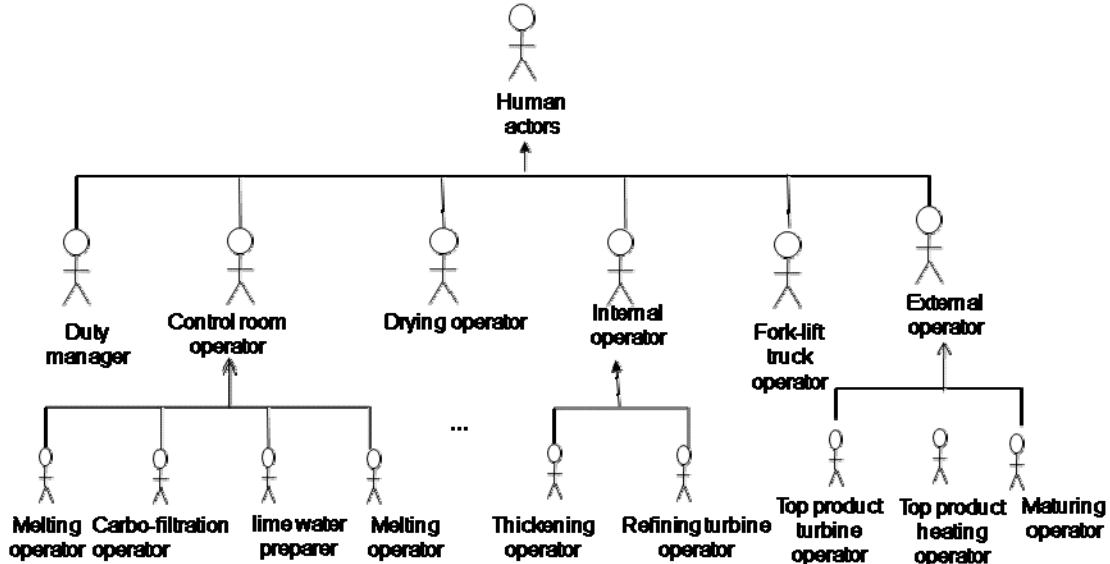 Human
actors
Duty
manager
Control room
operator
Drying operator
Internal
operator
Fork-lift
truck
operator
External
operator
...
Melting
operator
Carbo-filtration
operator
lime water
preparer
Melting
operator
Thickening
operator
Refining turbine
operator
Top product
turbine
operator
Top product
heating
operator
Maturing
operator